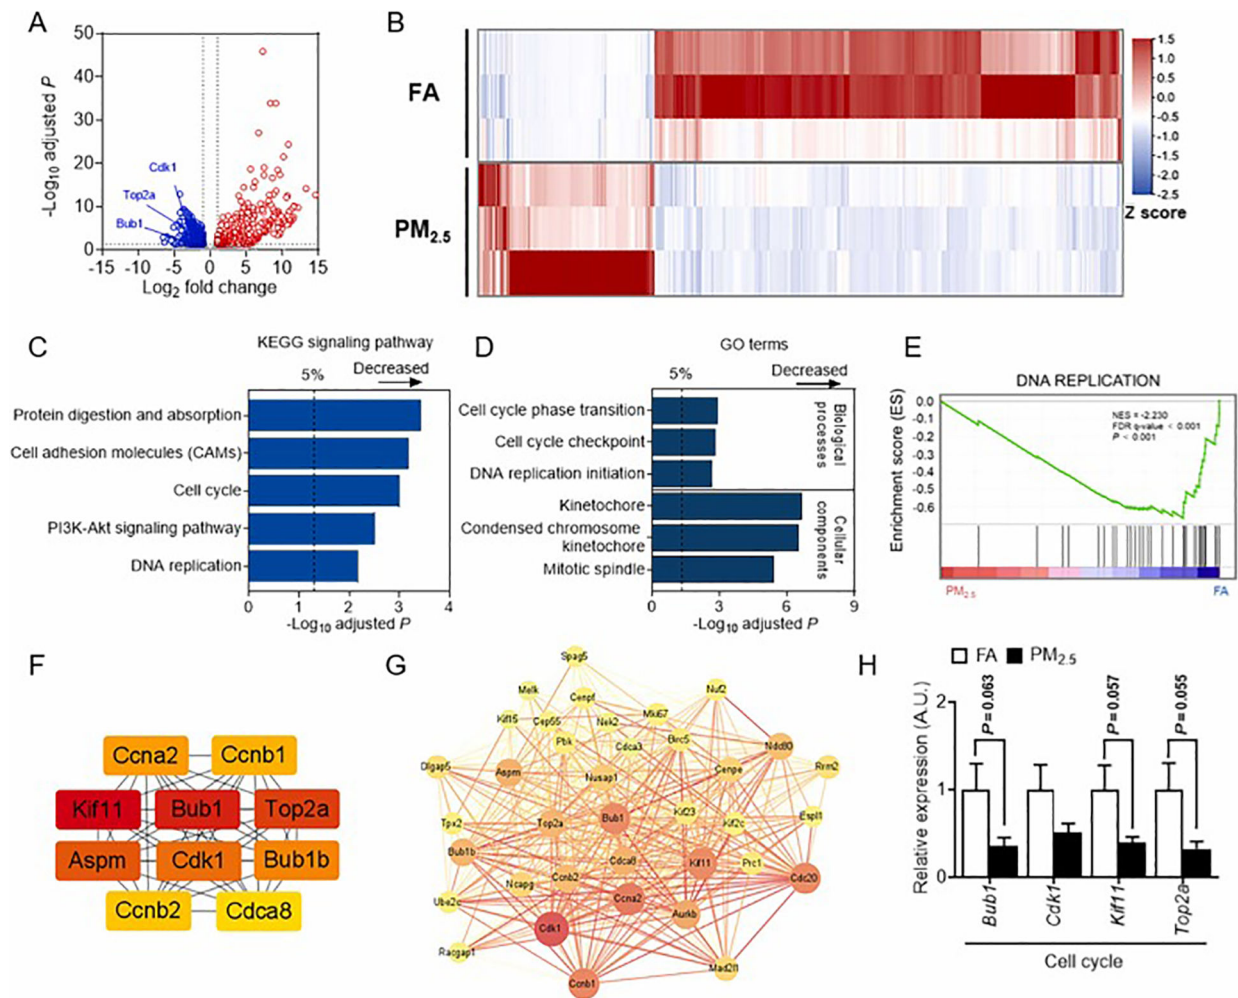 A
50
40
30
20
10
0
-Log10 adjusted P
Cdk1
Top2a
Bub1
-15 -10 -5 0 5 10 15
Log2 fold change
B
FA
PM2.5
1.5
1.0
0.5
0.0
-0.5
-1.0
-1.5
-2.0
-2.5
Z score
C
KEGG signaling pathway
5%
Decreased
Protein digestion and absorption
Cell adhesion molecules (CAMs)
Cell cycle
PI3K-Akt signaling pathway
DNA replication
0 1 2 3 4
-Log10 adjusted P
D
GO terms
5%
Decreased
Cell cycle phase transition
Cell cycle checkpoint
DNA replication initiation
Biological
processes
Kinetochore
Condensed chromosome
kinetochore
Mitotic spindle
Cellular
components
0 3 6 9
-Log10 adjusted P
E
DNA REPLICATION
Enrichment score (ES)
0.0
-0.1
-0.2
-0.3
-0.4
-0.5
-0.6
NES = -2.230
FDR q-value < 0.001
P < 0.001
PM2.5
FA
F
Ccna2 Ccnb1
Kif11 Bub1 Top2a
Aspm Cdk1 Bub1b
Ccnb2 Cdca8
G
Spag5
Melk
Cenpf
Nuf2
Kif15
Cep55
Nek2
Mki67
Pbk
Cdca3
Birc5
Ndc80
Dlgap5
Aspm
Nusap1
Cenpe
Rrm2
Tpx2
Top2a
Bub1
Kif23
Kif2c
Espl1
Bub1b
Cdca8
Kif11
Prc1
Ncapg
Ccnb2
Cdc20
Ube2c
Ccna2
Aurkb
Cdk1
Racgap1
Mad2l1
Ccnb1
H
FA PM2.5
Relative expression (A.U.)
2
1
0
P = 0.063
P = 0.057
P = 0.055
Bub1
Cdk1
Kif11
Top2a
Cell cycle